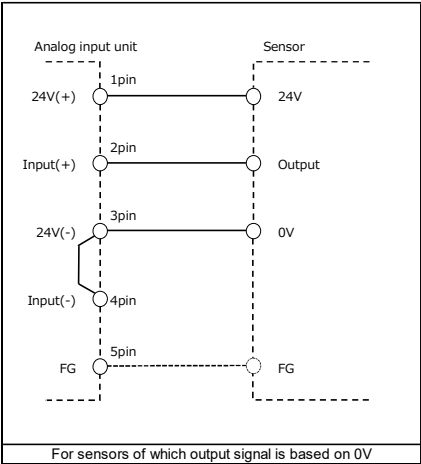 Analog input unit Sensor
1pin
24V(+) 24V
2pin
Input(+) Output
3pin
24V(-) 0V
Input(-) 4pin
5pin
FG FG
For sensors of which output signal is based on 0V